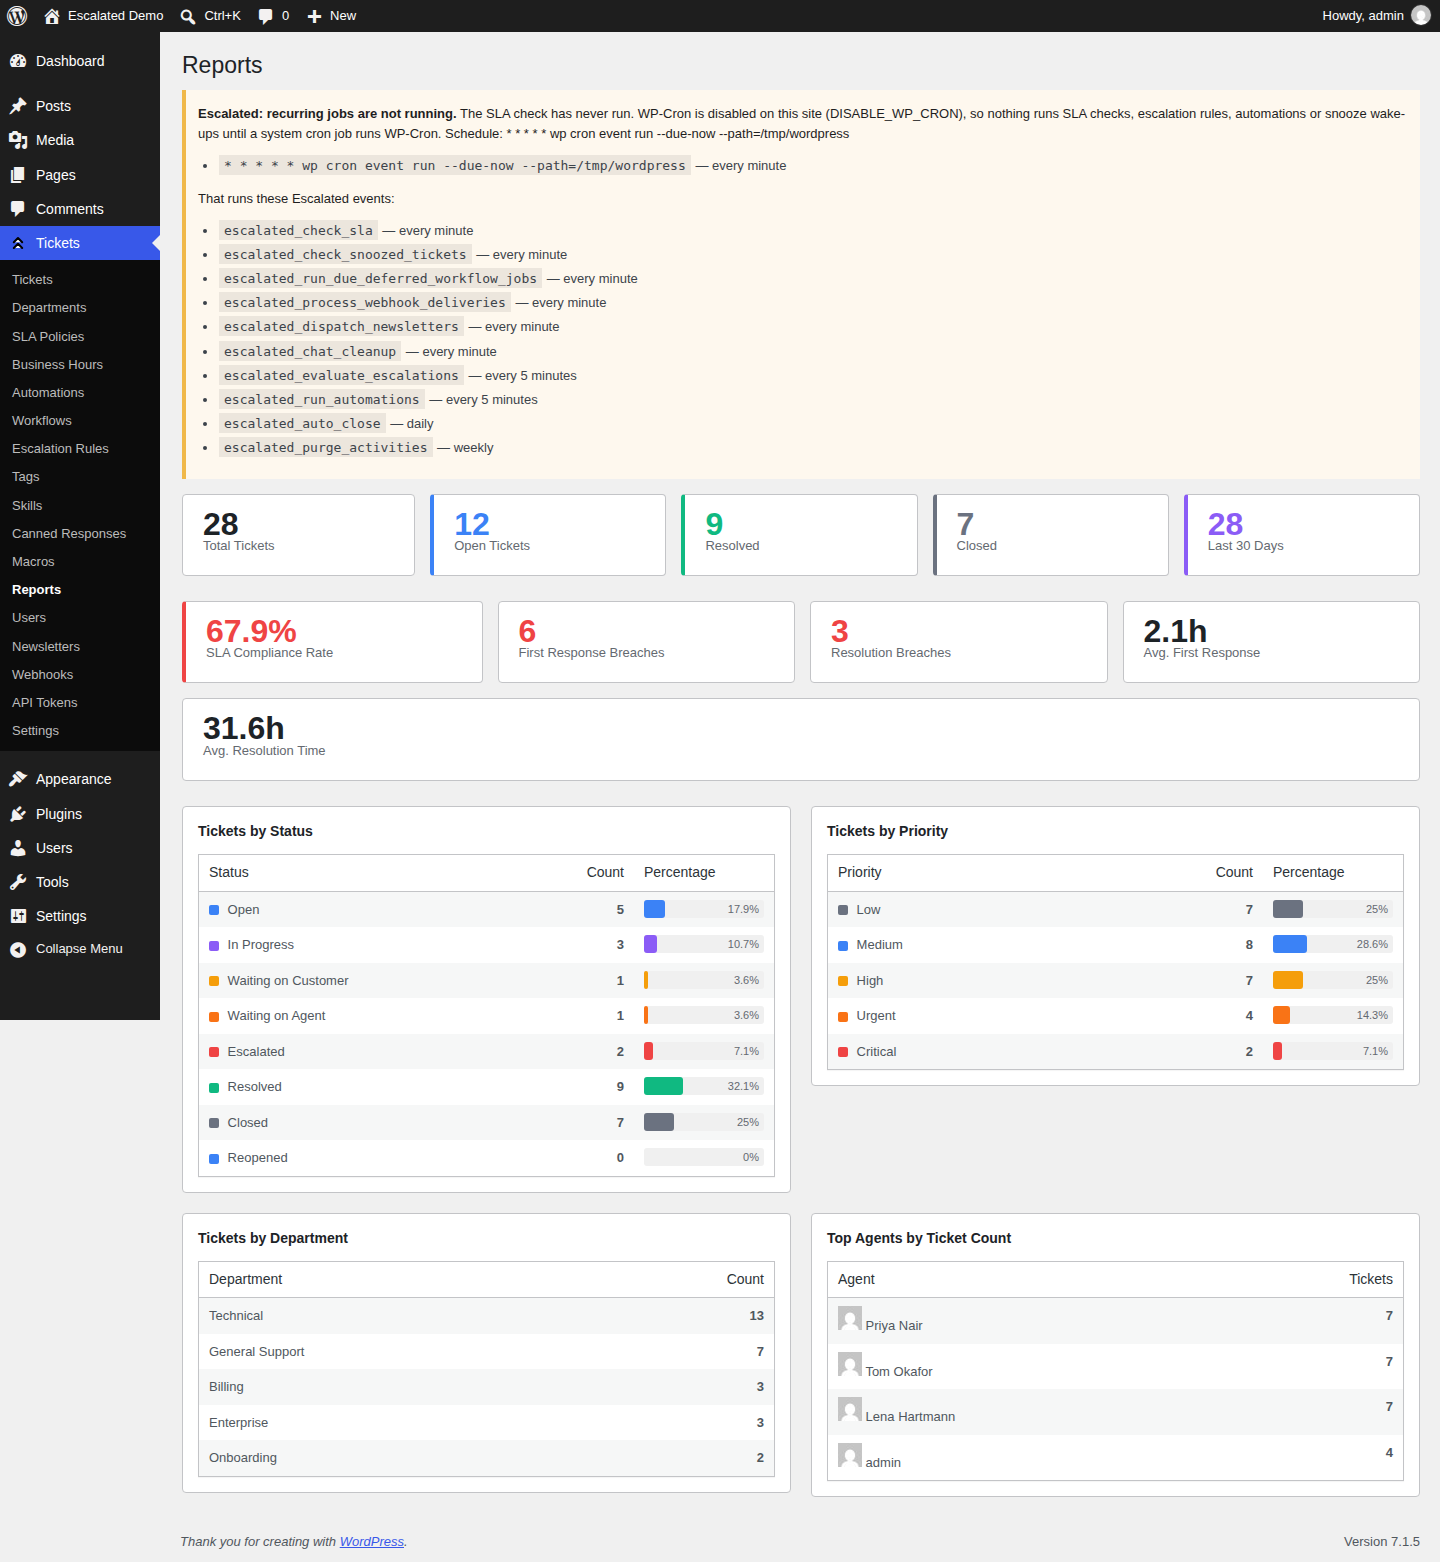 Escalated Demo
Ctrl+K
0
New
Howdy, admin
Dashboard
Posts
Media
Pages
Comments
Tickets
Tickets
Departments
SLA Policies
Business Hours
Automations
Workflows
Escalation Rules
Tags
Skills
Canned Responses
Macros
Reports
Users
Newsletters
Webhooks
API Tokens
Settings
Appearance
Plugins
Users
Tools
Settings
Collapse Menu
Reports
Escalated: recurring jobs are not running. The SLA check has never run. WP-Cron is disabled on this site (DISABLE_WP_CRON), so nothing runs SLA checks, escalation rules, automations or snooze wake-
ups until a system cron job runs WP-Cron. Schedule: * * * * * wp cron event run --due-now --path=/tmp/wordpress
* * * * * wp cron event run --due-now --path=/tmp/wordpress — every minute
That runs these Escalated events:
escalated_check_sla — every minute
escalated_check_snoozed_tickets — every minute
escalated_run_due_deferred_workflow_jobs — every minute
escalated_process_webhook_deliveries — every minute
escalated_dispatch_newsletters — every minute
escalated_chat_cleanup — every minute
escalated_evaluate_escalations — every 5 minutes
escalated_run_automations — every 5 minutes
escalated_auto_close — daily
escalated_purge_activities — weekly
28
Total Tickets
12
Open Tickets
9
Resolved
7
Closed
28
Last 30 Days
67.9%
SLA Compliance Rate
6
First Response Breaches
3
Resolution Breaches
2.1h
Avg. First Response
31.6h
Avg. Resolution Time
Tickets by Status
Status Count Percentage
Open 5 17.9%
In Progress 3 10.7%
Waiting on Customer 1 3.6%
Waiting on Agent 1 3.6%
Escalated 2 7.1%
Resolved 9 32.1%
Closed 7 25%
Reopened 0 0%
Tickets by Priority
Priority Count Percentage
Low 7 25%
Medium 8 28.6%
High 7 25%
Urgent 4 14.3%
Critical 2 7.1%
Tickets by Department
Department Count
Technical 13
General Support 7
Billing 3
Enterprise 3
Onboarding 2
Top Agents by Ticket Count
Agent Tickets
Priya Nair 7
Tom Okafor 7
Lena Hartmann 7
admin 4
Thank you for creating with WordPress.
Version 7.1.5